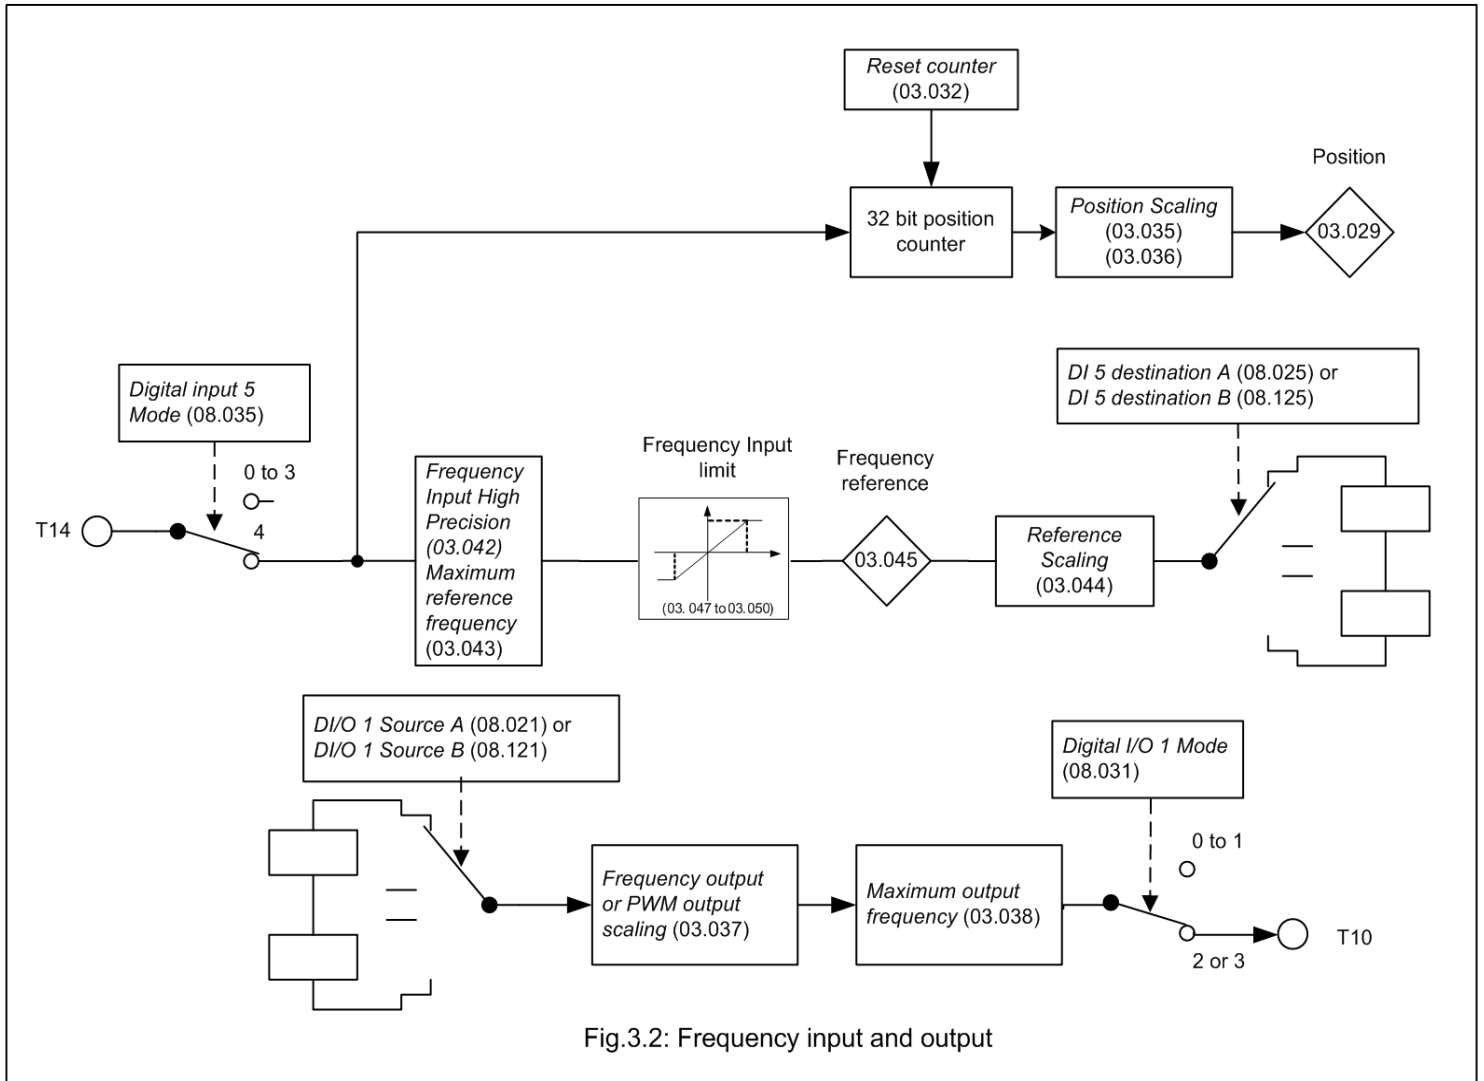 Reset counter
(03.032)
Position
32 bit position
counter
Position Scaling
(03.035)
(03.036)
03.029
Digital input 5
Mode (08.035)
0 to 3
4
T14
Frequency
Input High
Precision
(03.042)
Maximum
reference
frequency
(03.043)
Frequency Input
limit
(03. 047 to 03. 050)
Frequency
reference
03.045
Reference
Scaling
(03.044)
DI 5 destination A (08.025) or
DI 5 destination B (08.125)
DI/O 1 Source A (08.021) or
DI/O 1 Source B (08.121)
Frequency output
or PWM output
scaling (03.037)
Maximum output
frequency (03.038)
Digital I/O 1 Mode
(08.031)
0 to 1
2 or 3
T10
Fig.3.2: Frequency input and output